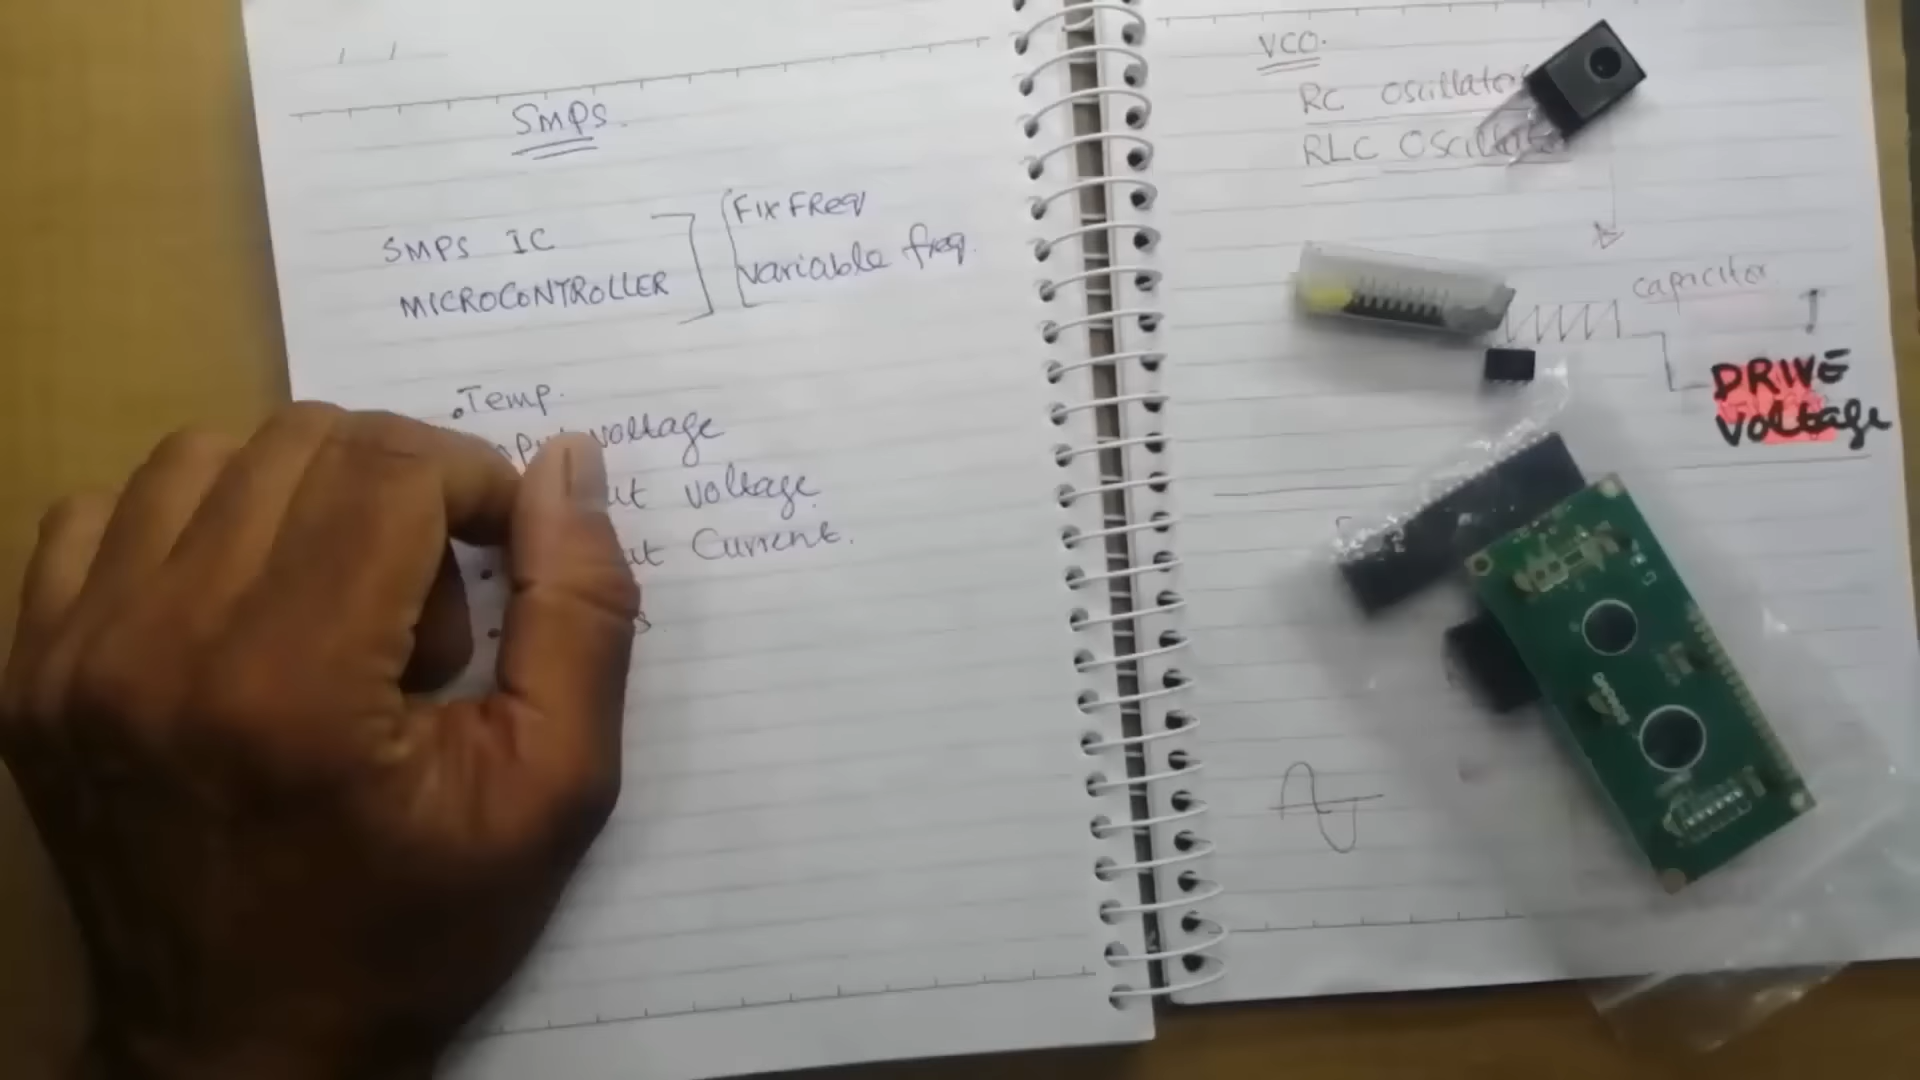 SMPS.
SMPS IC
MICROCONTROLLER
FIX FReq
variable freq.
.Temp.
voltage
voltage.
Current.
VCO.
RC Oscillator
RLC
capacitor
DRIVE
Voltage